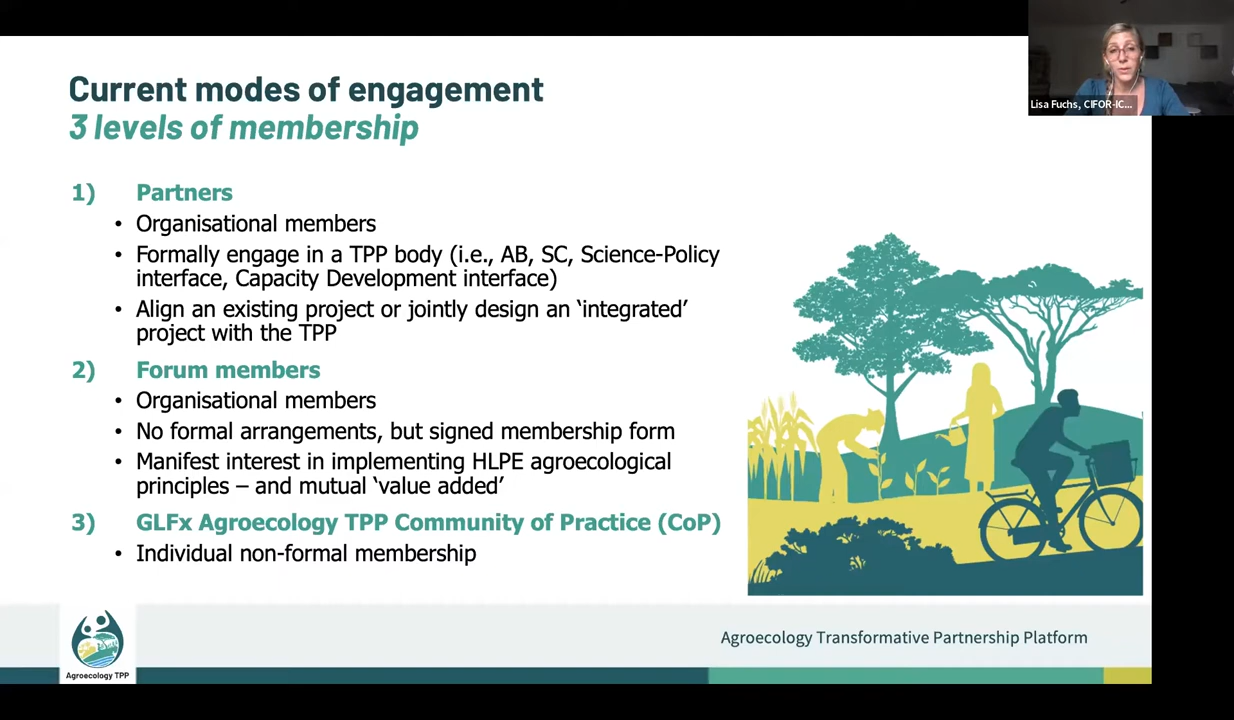 Current modes of engagement
3 levels of membership
Lisa Fuchs, CIFOR-IC...
1) Partners
• Organisational members
• Formally engage in a TPP body (i.e., AB, SC, Science-Policy
interface, Capacity Development interface)
• Align an existing project or jointly design an ‘integrated’
project with the TPP
2) Forum members
• Organisational members
• No formal arrangements, but signed membership form
• Manifest interest in implementing HLPE agroecological
principles – and mutual ‘value added’
3) GLFx Agroecology TPP Community of Practice (CoP)
• Individual non-formal membership
Agroecology Transformative Partnership Platform
Agroecology TPP